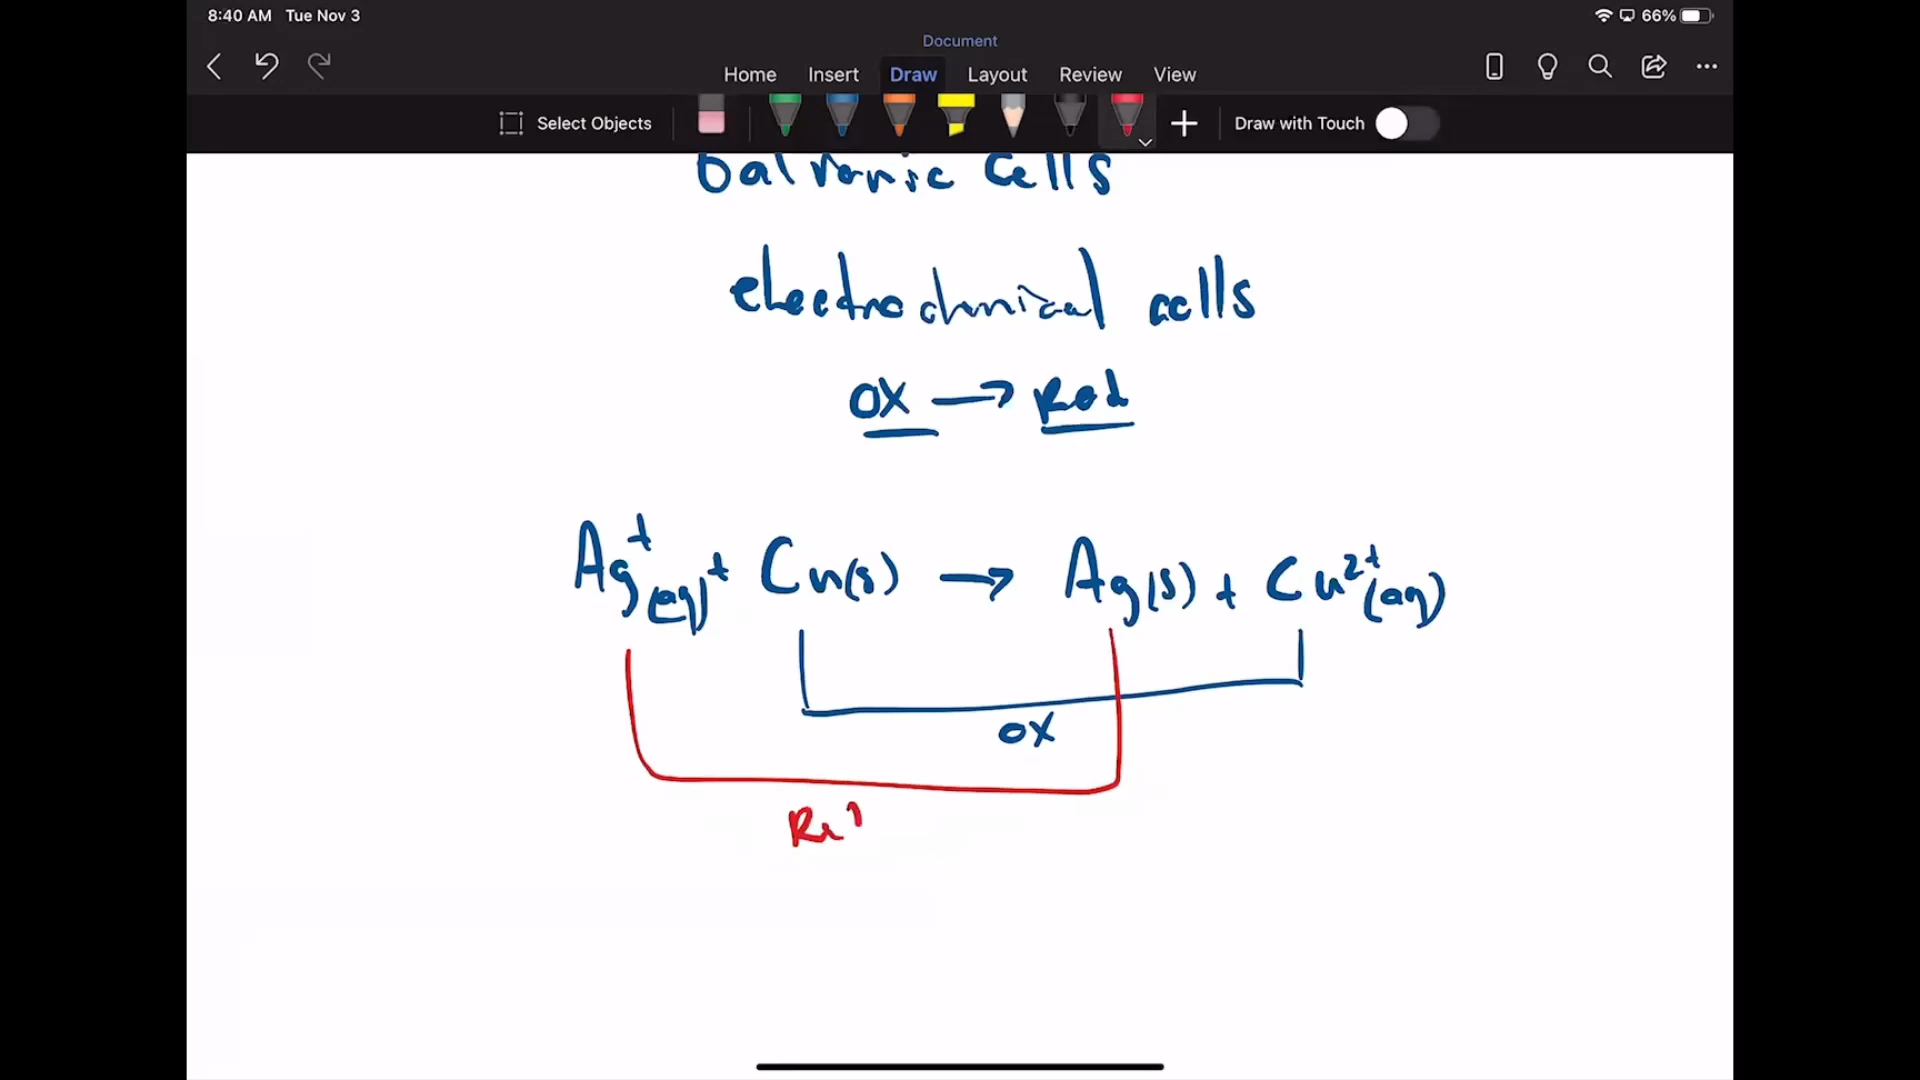 8:40 AM Tue Nov 3 66%
Document
Home Insert Draw Layout Review View
Select Objects Draw with Touch
Galvanic Cells
electrochemical cells
OX → Red
Ag⁺(aq) + Cu(s) → Ag(s) + Cu²⁺(aq)
OX